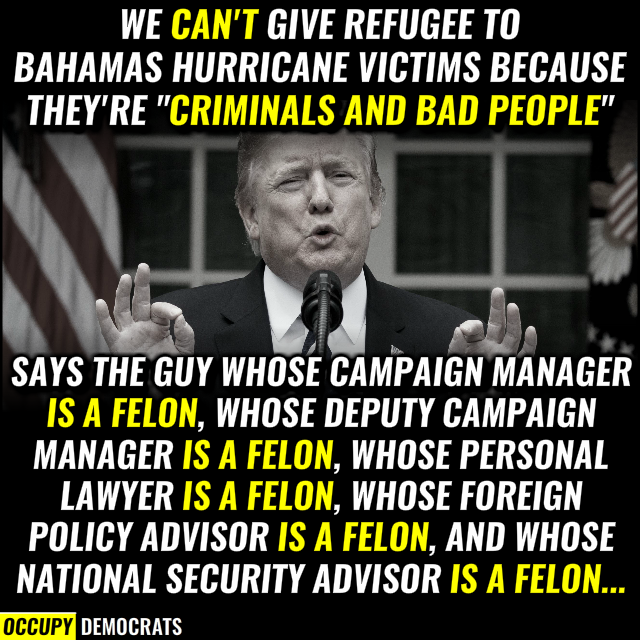 WE CAN'T GIVE REFUGEE TO
BAHAMAS HURRICANE VICTIMS BECAUSE
THEY'RE "CRIMINALS AND BAD PEOPLE"
SAYS THE GUY WHOSE CAMPAIGN MANAGER
IS A FELON, WHOSE DEPUTY CAMPAIGN
MANAGER IS A FELON, WHOSE PERSONAL
LAWYER IS A FELON, WHOSE FOREIGN
POLICY ADVISOR IS A FELON, AND WHOSE
NATIONAL SECURITY ADVISOR IS A FELON...
OCCUPY DEMOCRATS